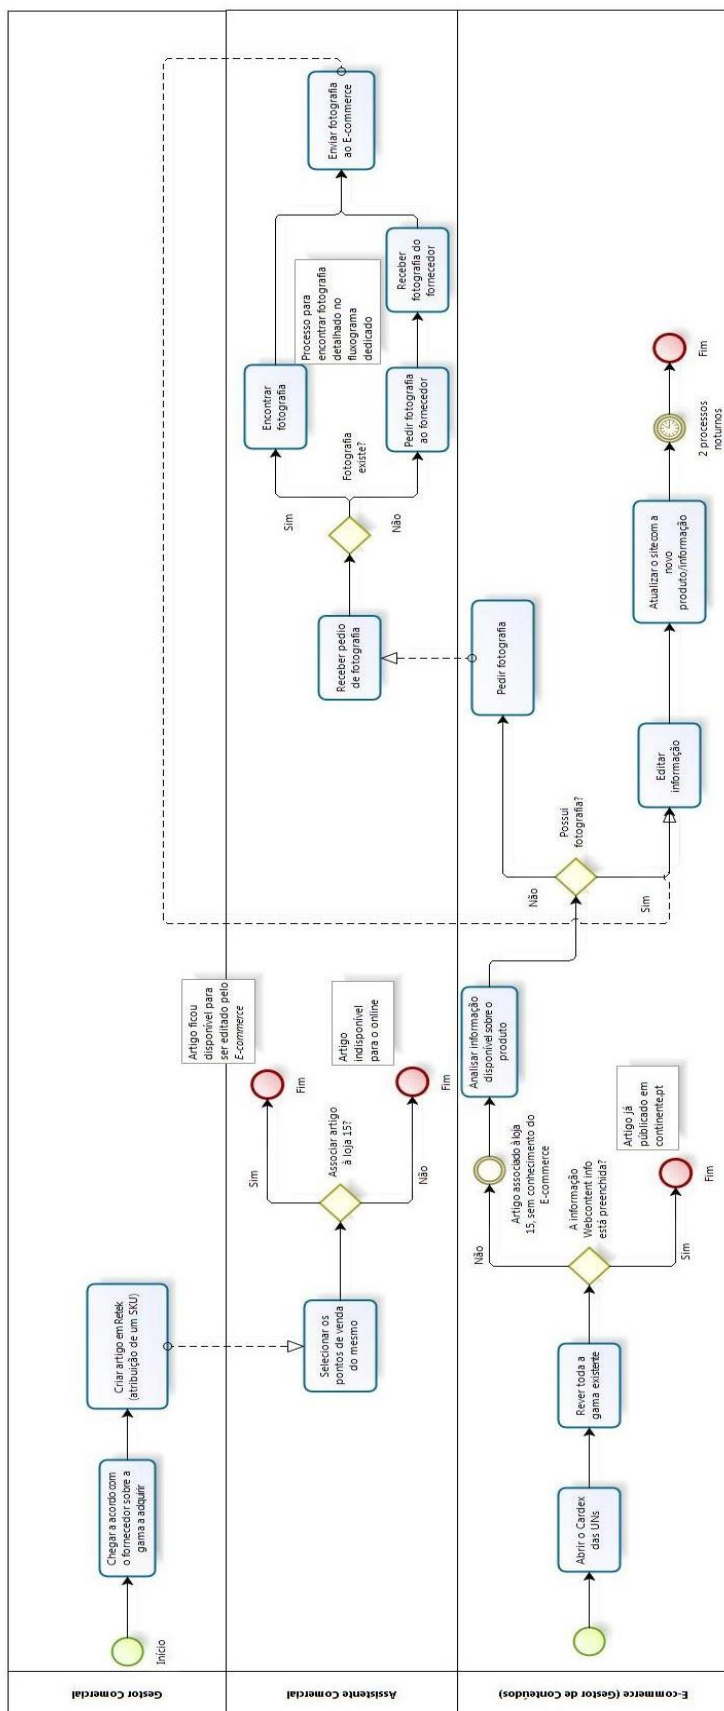 Gestor Comercial
Início
Chegar a acordo com
o fornecedor sobre a
gama a adquirir
Criar artigo em Retek
(atribuição de um SKU)
Assistente Comercial
Selecionar os
pontos de venda
do mesmo
Associar artigo
à loja 15?
Sim
Fim
Artigo ficou
disponível para
ser editado pelo
E-commerce
Não
Fim
Artigo
indisponível
para o online
Receber pedio
de fotografia
Fotografia
existe?
Sim
Encontrar
fotografia
Processo para
encontrar fotografia
detalhado no
fluxograma
dedicado
Não
Pedir fotografia
ao fornecedor
Receber
fotografia do
fornecedor
Enviar fotografia
ao E-commerce
E-commerce (Gestor de Conteúdos)
Abrir o Cardex
das UNs
Rever toda a
gama existente
A informação
Webcontent info
está preenchida?
Sim
Fim
Artigo já
públicado em
continente.pt
Não
Artigo associado à loja
15, sem conhecimento do
E-commerce
Analisar informação
disponível sobre o
produto
Possui
fotografia?
Não
Pedir fotografia
Sim
Editar
informação
Atualizar o site com a
novo
produto/informação
2 processos
noturnos
Fim